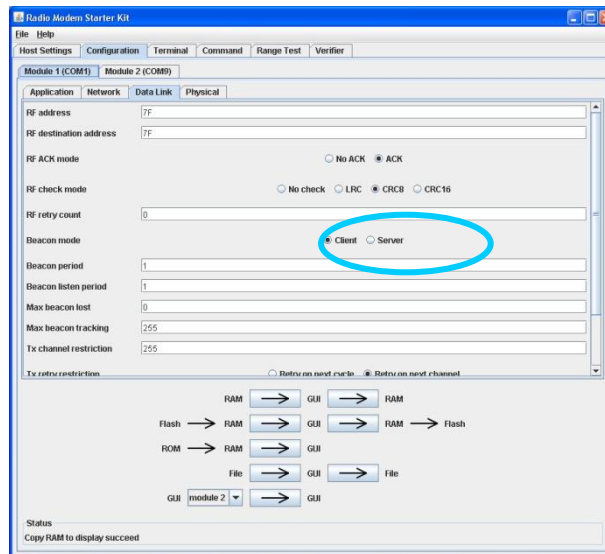 Radio Modem Starter Kit
File Help
Host Settings Configuration Terminal Command Range Test Verifier
Module 1 (COM1) Module 2 (COM9)
Application Network Data Link Physical
RF address 7F
RF destination address 7F
RF ACK mode No ACK ACK
RF check mode No check LRC CRC8 CRC16
RF retry count 0
Beacon mode Client Server
Beacon period 1
Beacon listen period 1
Max beacon lost 0
Max beacon tracking 255
Tx channel restriction 255
Tx retry restriction Retry on next cycle Retry on next channel
RAM GUI RAM
Flash RAM GUI RAM Flash
ROM RAM GUI
File GUI File
GUI module 2 GUI
Status
Copy RAM to display succeed